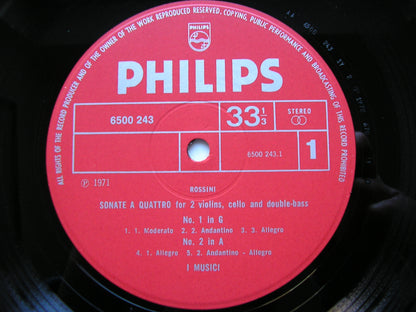 ALL RIGHTS OF THE RECORD PRODUCER AND OF THE OWNER OF THE WORK REPRODUCED RESERVED, COPYING, PUBLIC PERFORMANCE AND BROADCASTING OF THIS RECORD PROHIBITED
PHILIPS
PHILIPS
6500 243
33 1/3
STEREO
6500 243.1
1
℗ 1971
ROSSINI
SONATE A QUATTRO for 2 violins, cello and double-bass
No. 1 in G
1. 1. Moderato 2. 2. Andantino 3. 3. Allegro
No. 2 in A
4. 1. Allegro 5. 2. Andantino - Allegro
I MUSICI